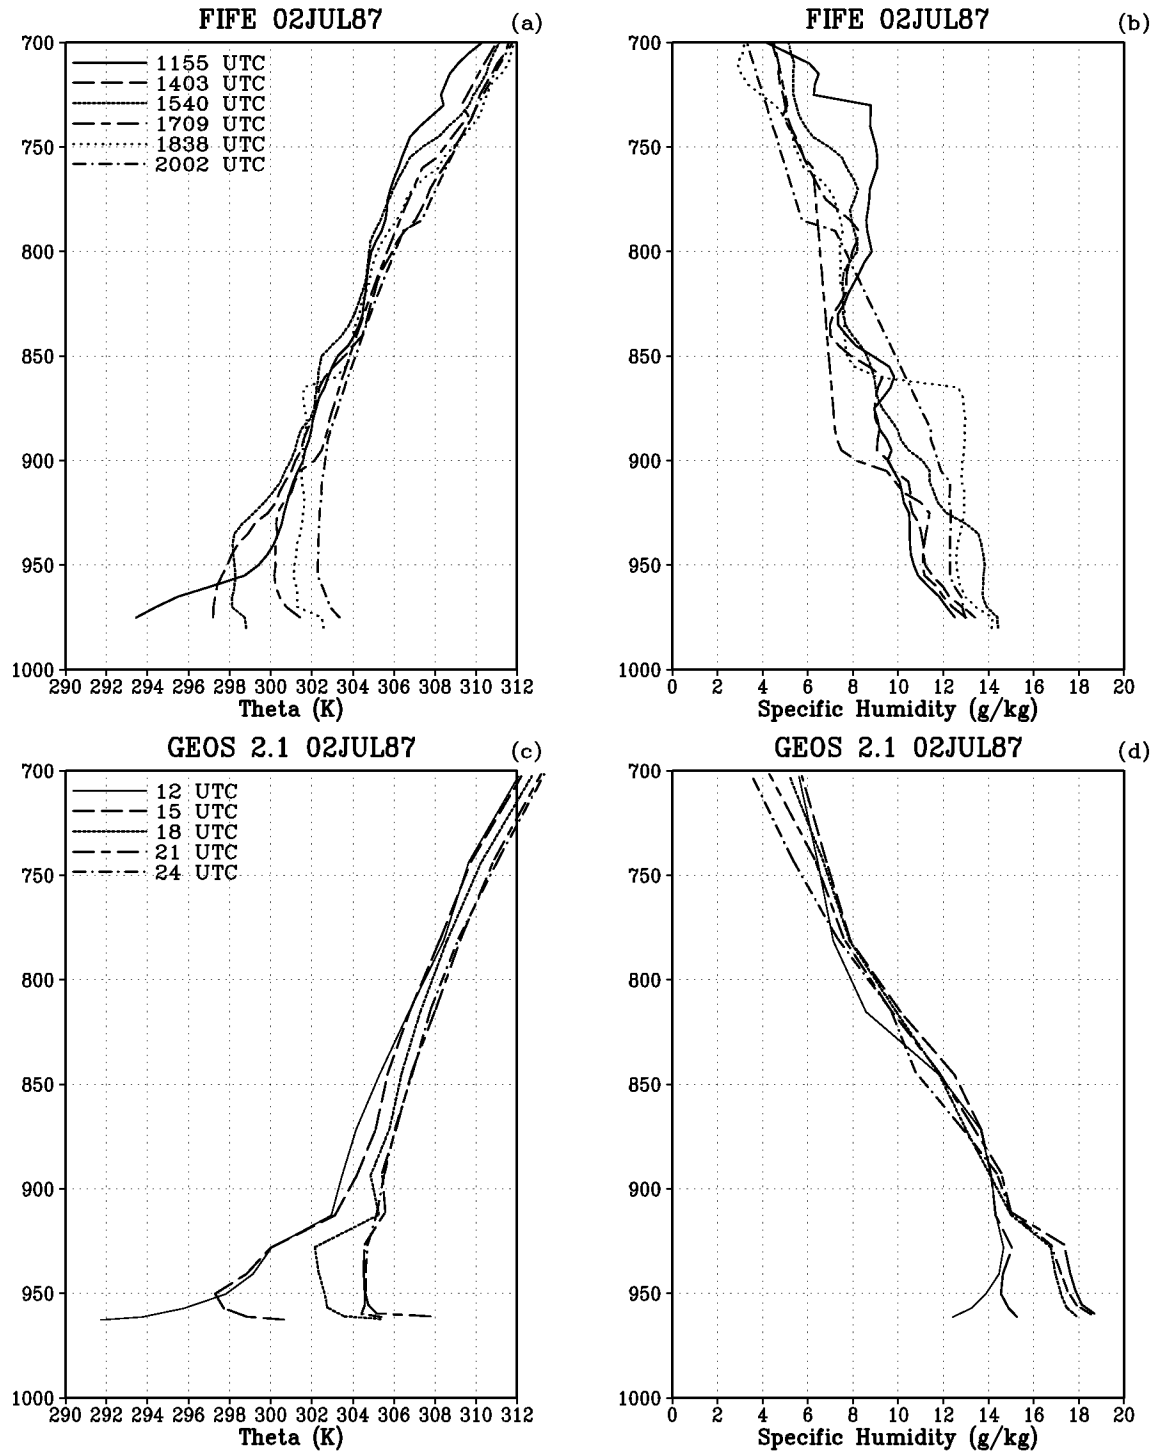 FIFE 02JUL87 (a)
700
750
800
850
900
950
1000
1155 UTC
1403 UTC
1540 UTC
1709 UTC
1838 UTC
2002 UTC
290 292 294 296 298 300 302 304 306 308 310 312
Theta (K)
FIFE 02JUL87 (b)
700
750
800
850
900
950
1000
0 2 4 6 8 10 12 14 16 18 20
Specific Humidity (g/kg)
GEOS 2.1 02JUL87 (c)
700
750
800
850
900
950
1000
12 UTC
15 UTC
18 UTC
21 UTC
24 UTC
290 292 294 296 298 300 302 304 306 308 310 312
Theta (K)
GEOS 2.1 02JUL87 (d)
700
750
800
850
900
950
1000
0 2 4 6 8 10 12 14 16 18 20
Specific Humidity (g/kg)